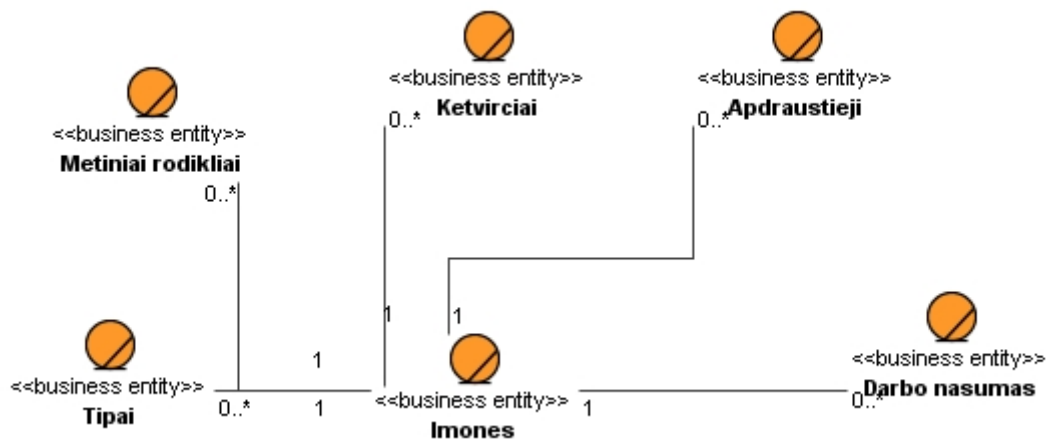 <<business entity>>
Ketvirciai
0..*
<<business entity>>
Apdraustieji
0..*
<<business entity>>
Metiniai rodikliai
0..*
1
1
<<business entity>>
Tipai
0..*
1
1
<<business entity>>
Imones
1
<<business entity>>
Darbo nasumas
0..*